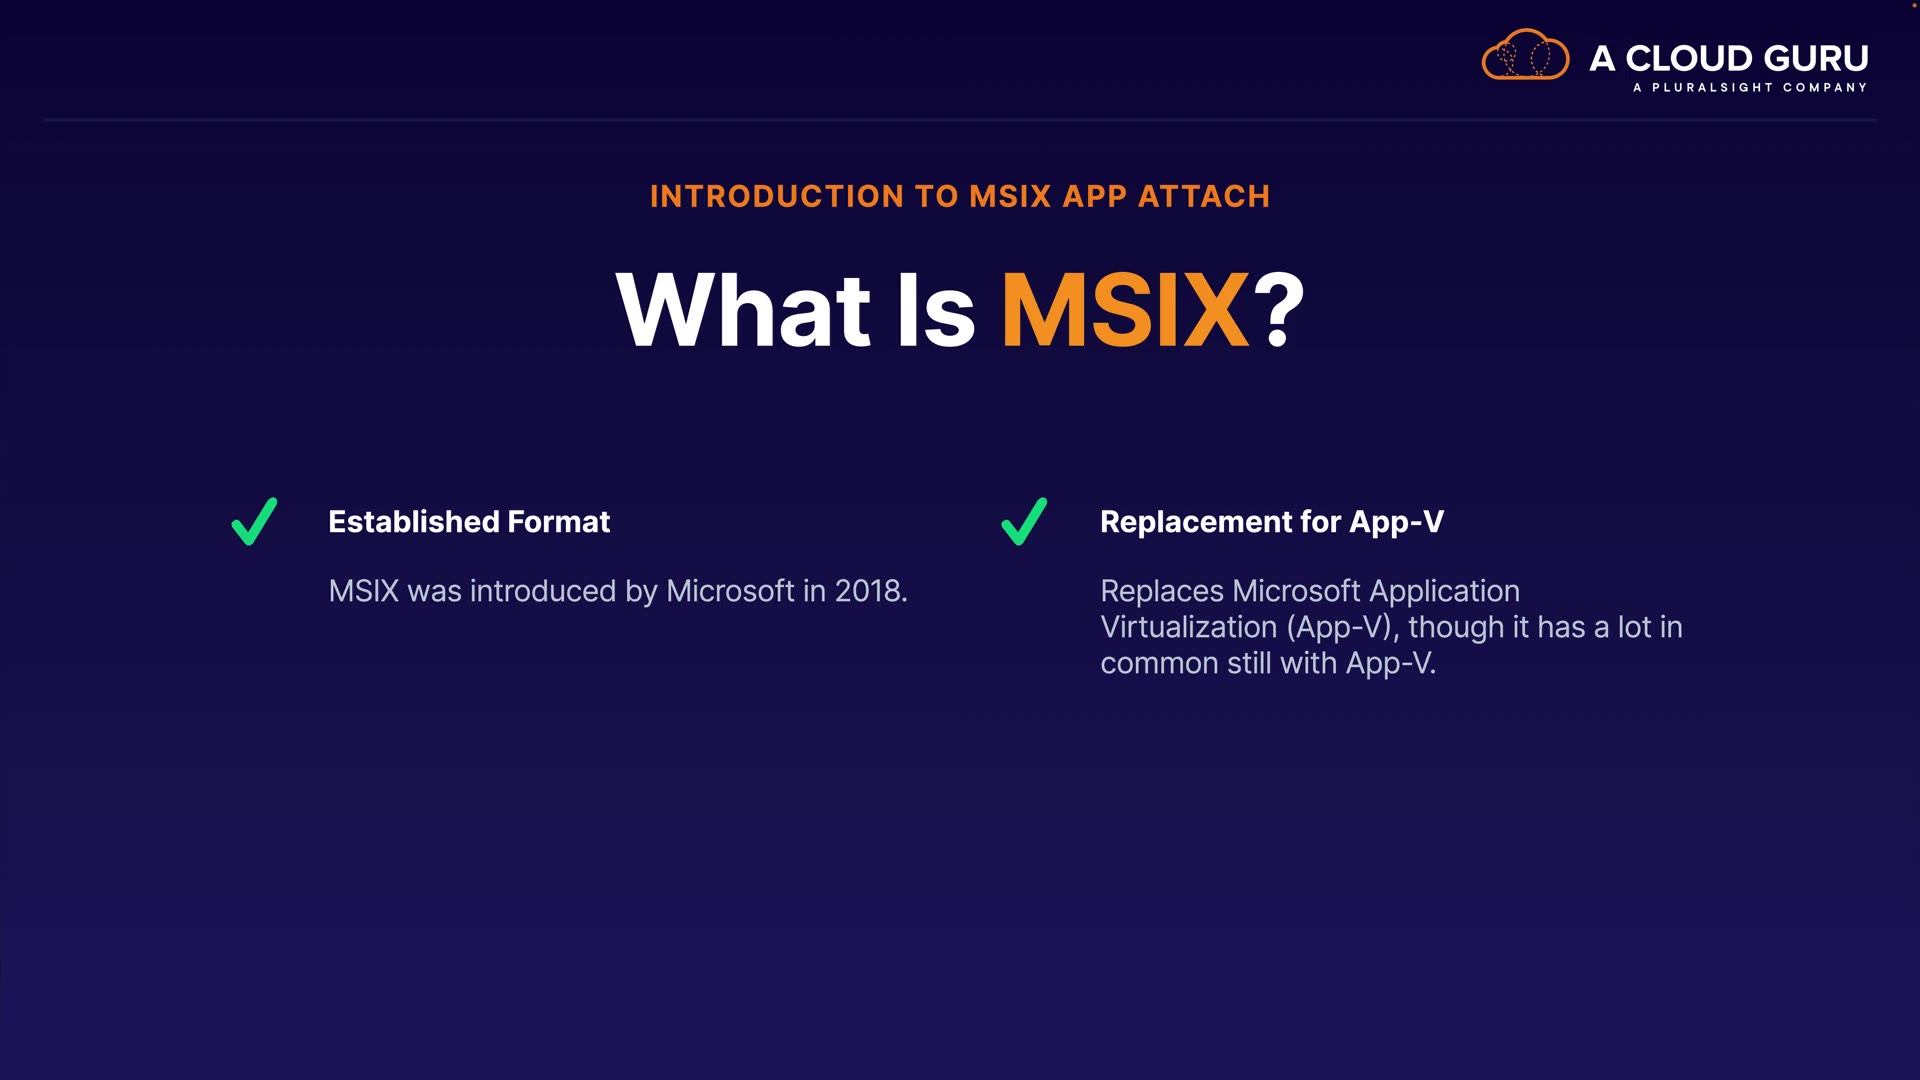 A CLOUD GURU
A PLURALSIGHT COMPANY
INTRODUCTION TO MSIX APP ATTACH
What Is MSIX?
Established Format
MSIX was introduced by Microsoft in 2018.
Replacement for App-V
Replaces Microsoft Application
Virtualization (App-V), though it has a lot in
common still with App-V.